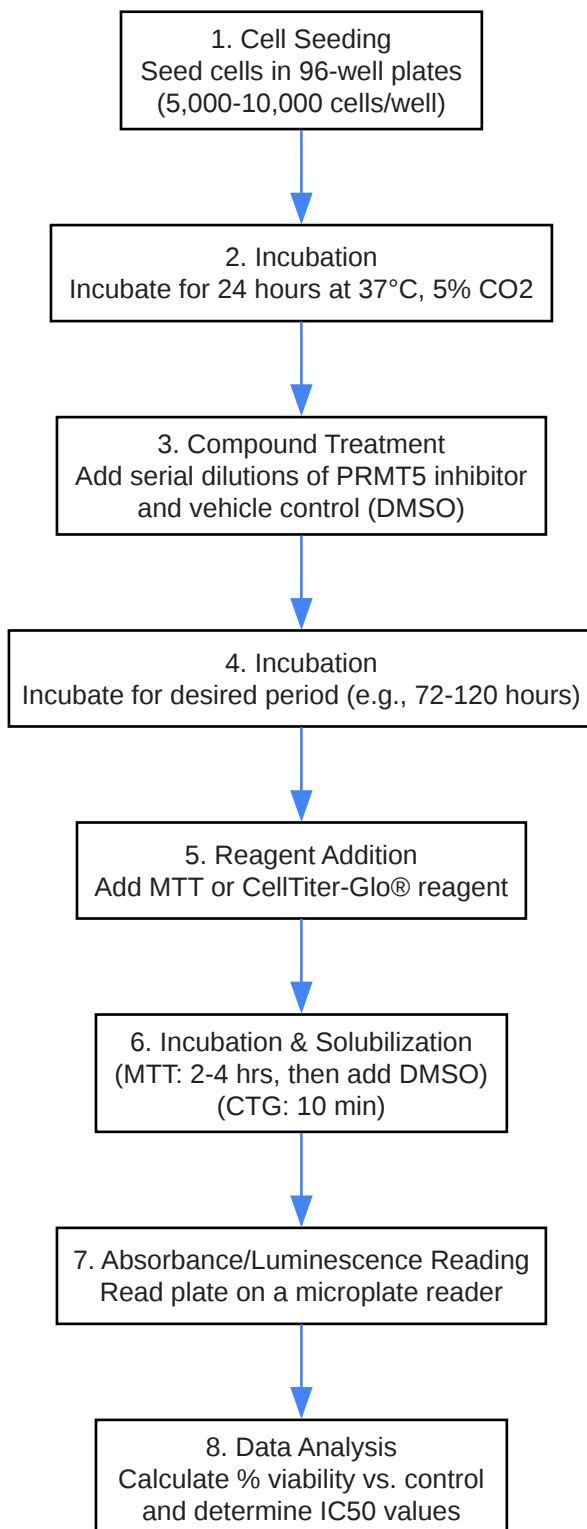 1. Cell Seeding
Seed cells in 96-well plates
(5,000-10,000 cells/well)
2. Incubation
Incubate for 24 hours at 37°C, 5% CO2
3. Compound Treatment
Add serial dilutions of PRMT5 inhibitor
and vehicle control (DMSO)
4. Incubation
Incubate for desired period (e.g., 72-120 hours)
5. Reagent Addition
Add MTT or CellTiter-Glo® reagent
6. Incubation & Solubilization
(MTT: 2-4 hrs, then add DMSO)
(CTG: 10 min)
7. Absorbance/Luminescence Reading
Read plate on a microplate reader
8. Data Analysis
Calculate % viability vs. control
and determine IC50 values